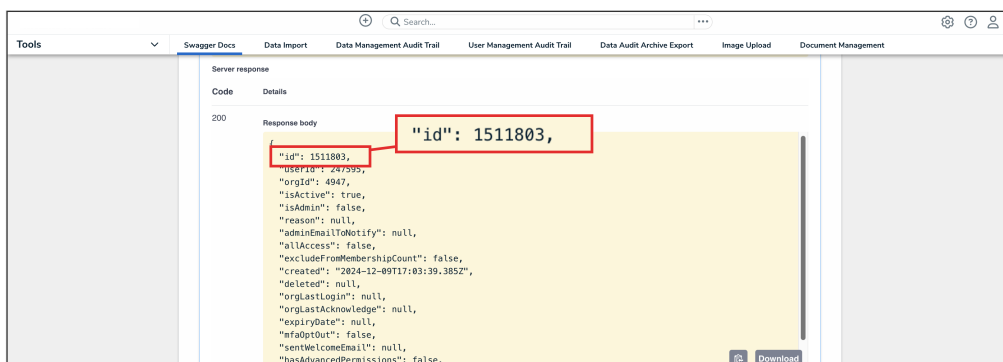 Search...
Tools
Swagger Docs Data Import Data Management Audit Trail User Management Audit Trail Data Audit Archive Export Image Upload Document Management
Server response
Code Details
200
Response body
"id": 1511803,
{
"id": 1511803,
"userId": 247595,
"orgId": 4947,
"isActive": true,
"isAdmin": false,
"reason": null,
"adminEmailToNotify": null,
"allAccess": false,
"excludeFromMembershipCount": false,
"created": "2024-12-09T17:03:39.385Z",
"deleted": null,
"orgLastLogin": null,
"orgLastAcknowledge": null,
"expiryDate": null,
"mfaOptOut": false,
"sentWelcomeEmail": null,
"hasAdvancedPermissions": false,
Download